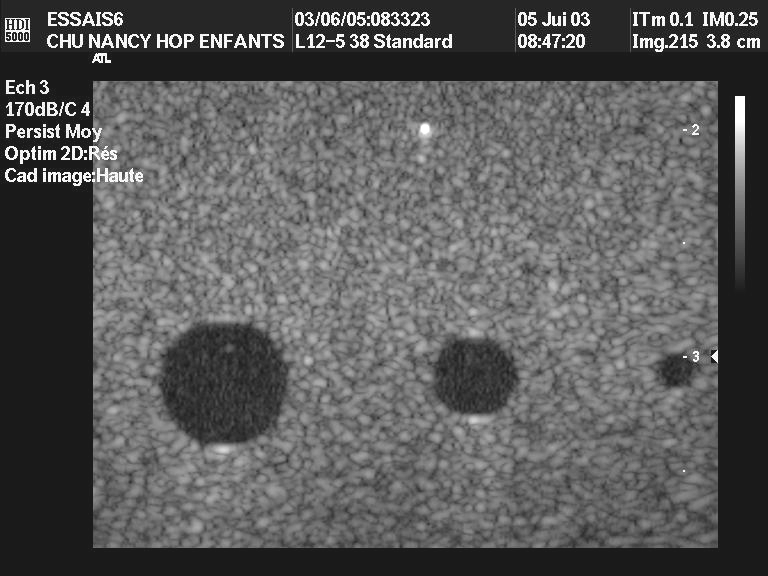 HDI
5000
ESSAIS6
CHU NANCY HOP ENFANTS
ATL
03/06/05:083323
L12-5 38 Standard
05 Jui 03
08:47:20
ITm 0.1 IM0.25
Img.215 3.8 cm
Ech 3
170dB/C 4
Persist Moy
Optim 2D:Rés
Cad image:Haute
- 2
- 3